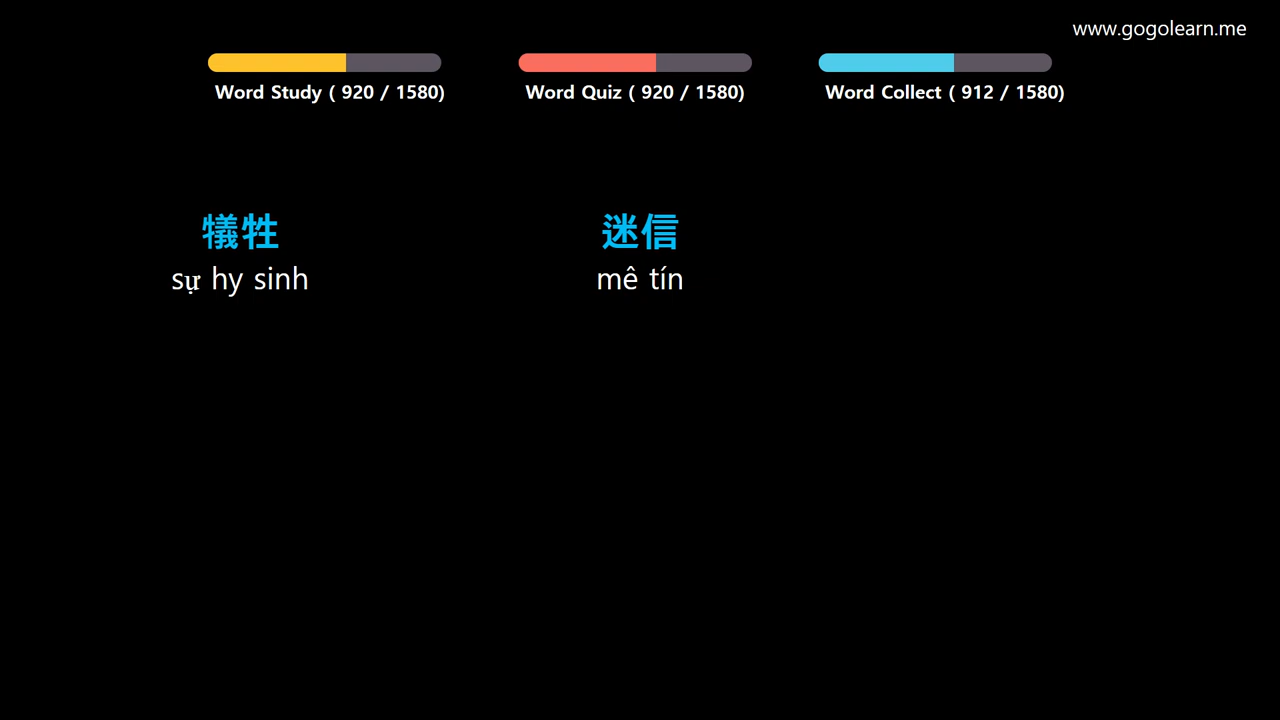 www.gogolearn.me
Word Study ( 920 / 1580)
Word Quiz ( 920 / 1580)
Word Collect ( 912 / 1580)
犠牲
sự hy sinh
迷信
mê tín